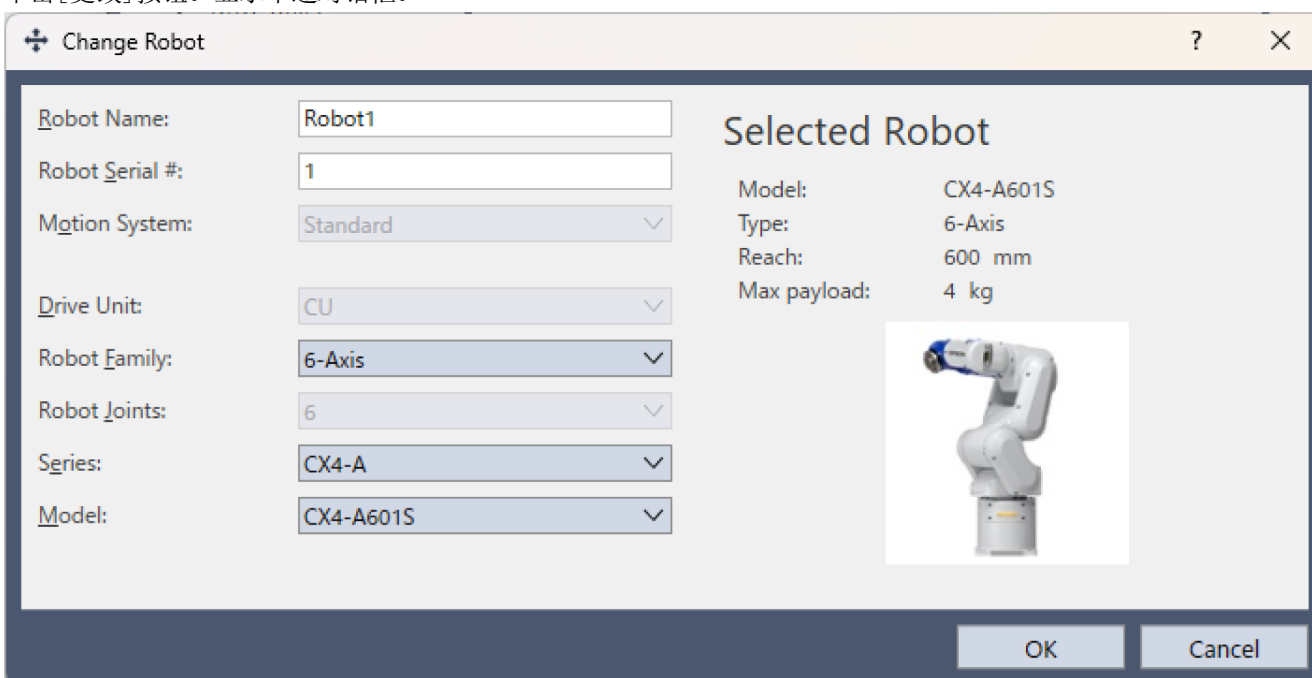 Change Robot
?
Robot Name:
Robot1
Robot Serial #:
1
Motion System:
Standard
Drive Unit:
CU
Robot Family:
6-Axis
Robot Joints:
6
Series:
CX4-A
Model:
CX4-A601S
Selected Robot
Model: CX4-A601S
Type: 6-Axis
Reach: 600 mm
Max payload: 4 kg
OK
Cancel